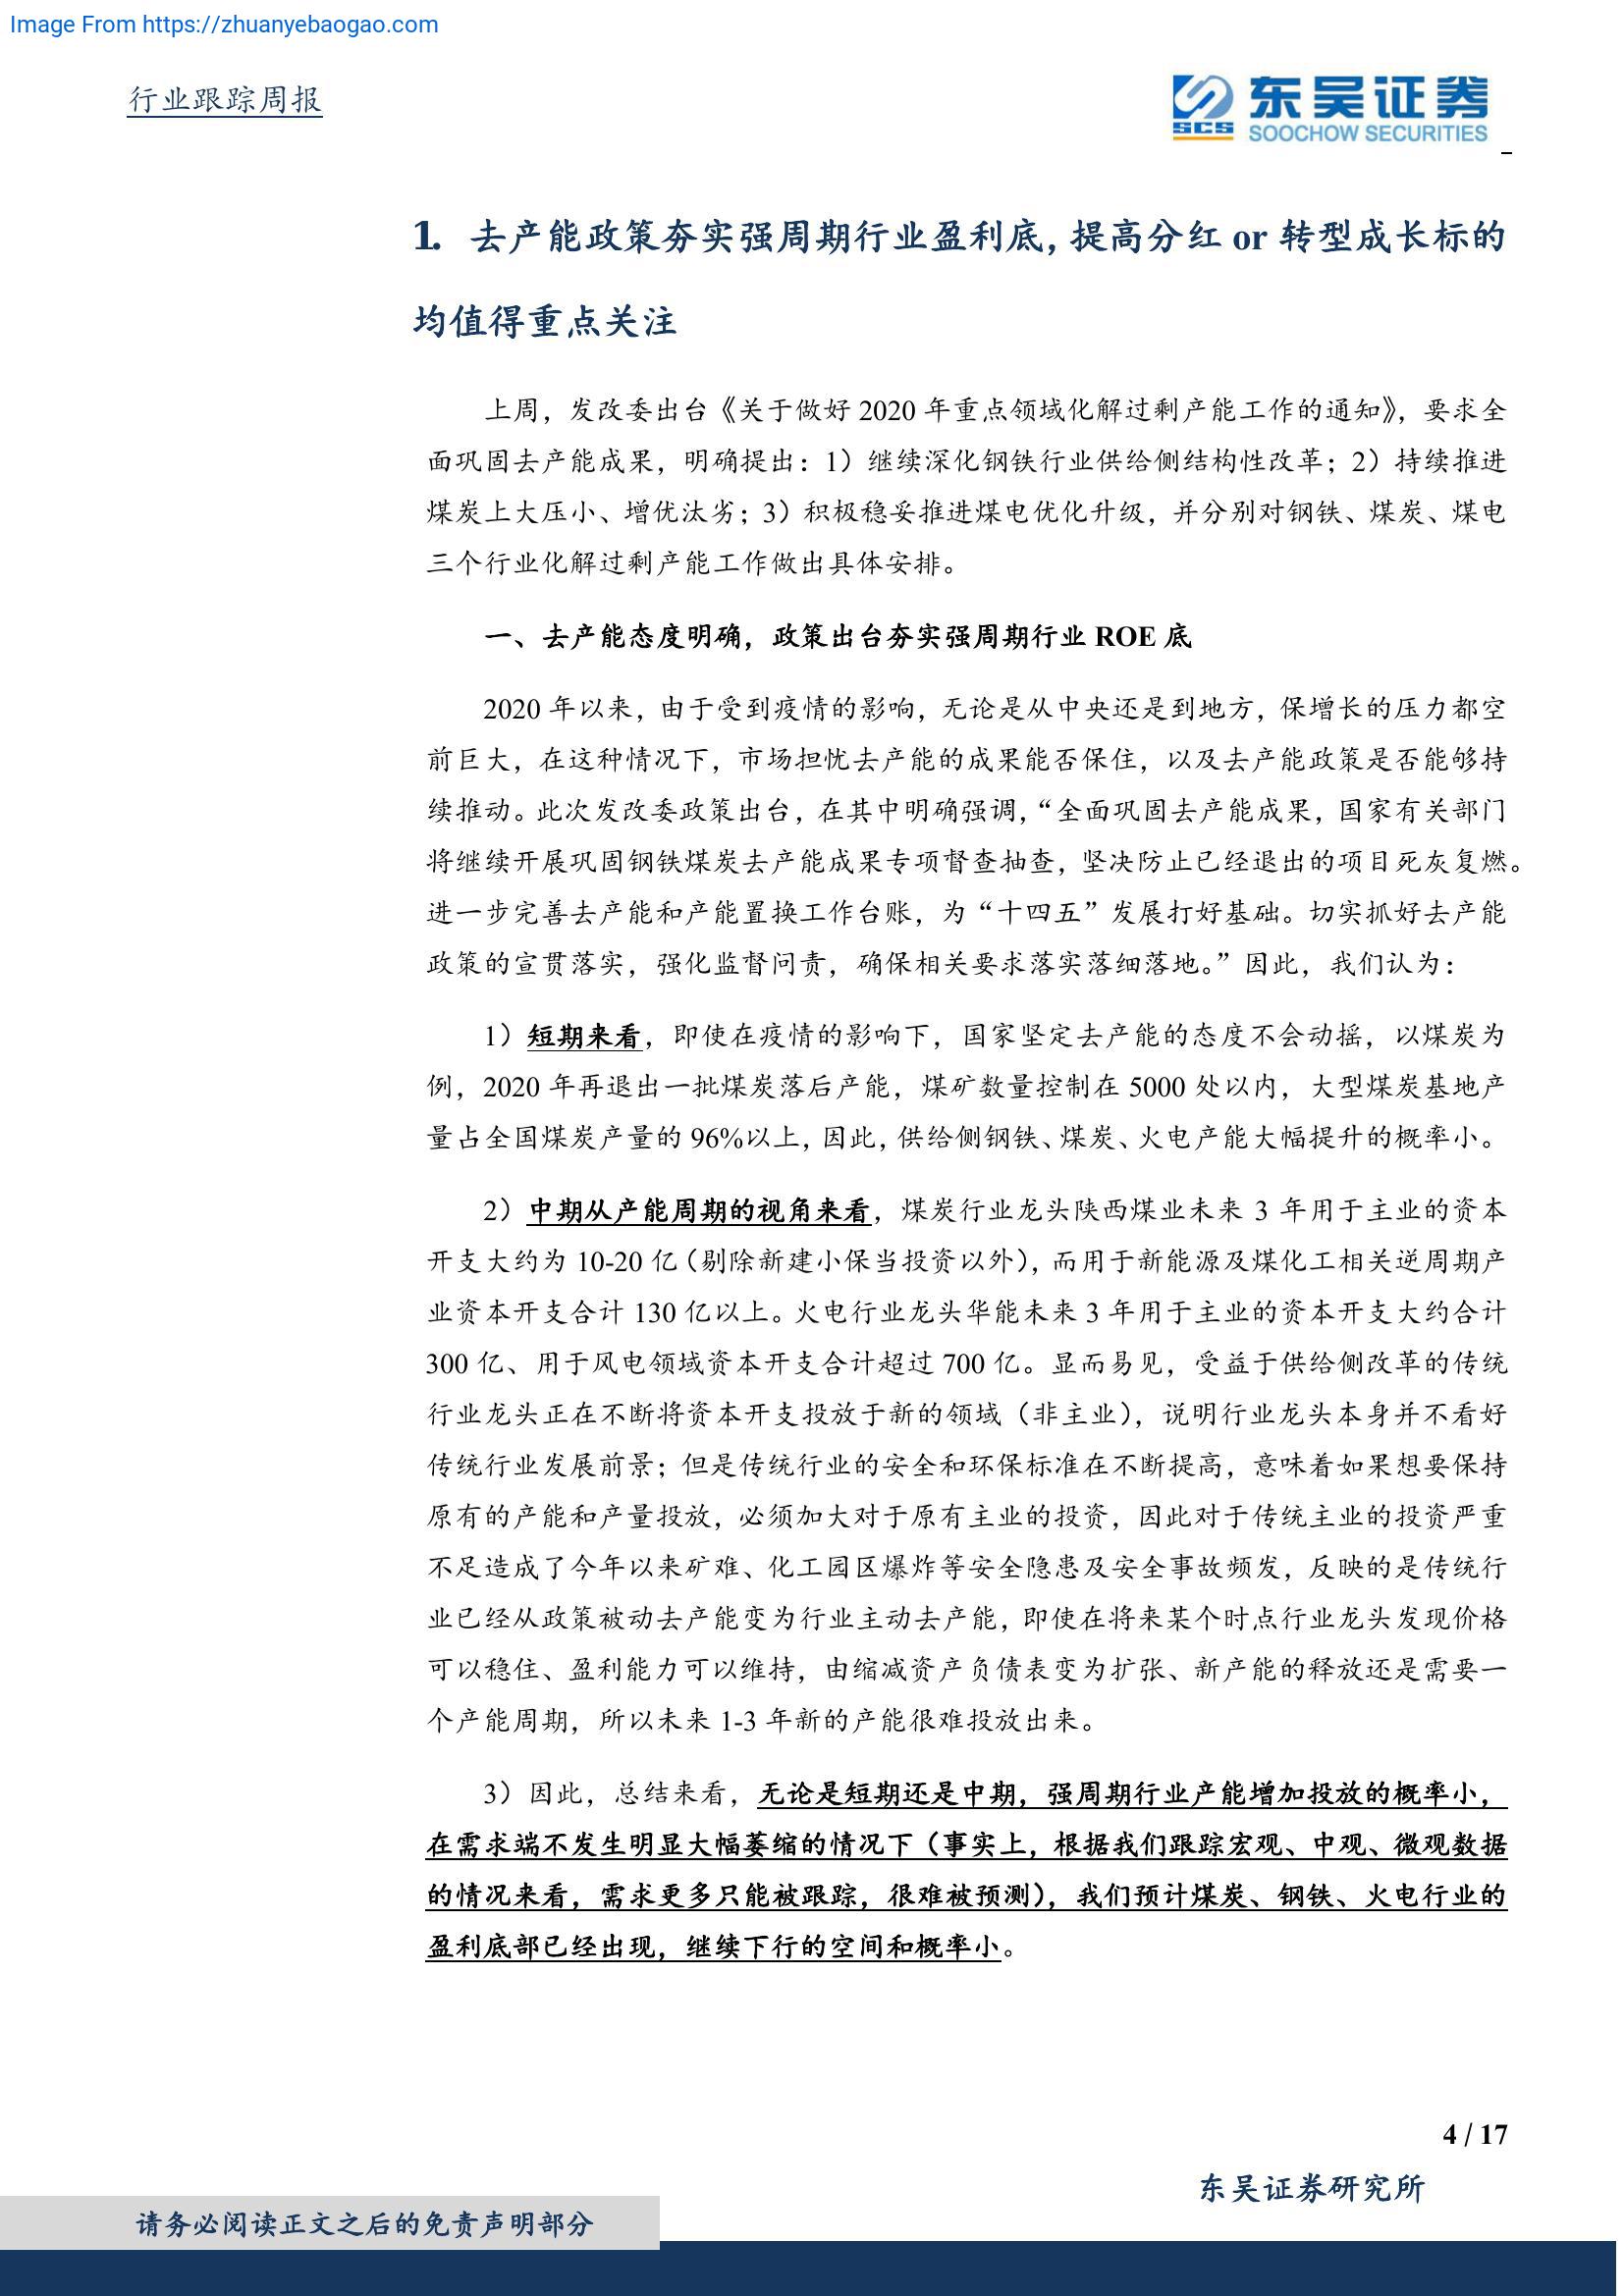 Image From https://zhuanyebaogao.com
行业跟踪周报
SCS
东吴证券
SOOCHOW SECURITIES
1. 去产能政策夯实强周期行业盈利底，提高分红 or 转型成长标的
均值得重点关注
上周，发改委出台《关于做好 2020 年重点领域化解过剩产能工作的通知》，要求全
面巩固去产能成果，明确提出：1）继续深化钢铁行业供给侧结构性改革；2）持续推进
煤炭上大压小、增优汰劣；3）积极稳妥推进煤电优化升级，并分别对钢铁、煤炭、煤电
三个行业化解过剩产能工作做出具体安排。
一、去产能态度明确，政策出台夯实强周期行业 ROE 底
2020 年以来，由于受到疫情的影响，无论是从中央还是到地方，保增长的压力都空
前巨大，在这种情况下，市场担忧去产能的成果能否保住，以及去产能政策是否能够持
续推动。此次发改委政策出台，在其中明确强调，“全面巩固去产能成果，国家有关部门
将继续开展巩固钢铁煤炭去产能成果专项督查抽查，坚决防止已经退出的项目死灰复燃。
进一步完善去产能和产能置换工作台账，为“十四五”发展打好基础。切实抓好去产能
政策的宣贯落实，强化监督问责，确保相关要求落实落细落地。”因此，我们认为：
1）短期来看，即使在疫情的影响下，国家坚定去产能的态度不会动摇，以煤炭为
例，2020 年再退出一批煤炭落后产能，煤矿数量控制在 5000 处以内，大型煤炭基地产
量占全国煤炭产量的 96%以上，因此，供给侧钢铁、煤炭、火电产能大幅提升的概率小。
2）中期从产能周期的视角来看，煤炭行业龙头陕西煤业未来 3 年用于主业的资本
开支大约为 10-20 亿（剔除新建小保当投资以外），而用于新能源及煤化工相关逆周期产
业资本开支合计 130 亿以上。火电行业龙头华能未来 3 年用于主业的资本开支大约合计
300 亿、用于风电领域资本开支合计超过 700 亿。显而易见，受益于供给侧改革的传统
行业龙头正在不断将资本开支投放于新的领域（非主业），说明行业龙头本身并不看好
传统行业发展前景；但是传统行业的安全和环保标准在不断提高，意味着如果想要保持
原有的产能和产量投放，必须加大对于原有主业的投资，因此对于传统主业的投资严重
不足造成了今年以来矿难、化工园区爆炸等安全隐患及安全事故频发，反映的是传统行
业已经从政策被动去产能变为行业主动去产能，即使在将来某个时点行业龙头发现价格
可以稳住、盈利能力可以维持，由缩减资产负债表变为扩张、新产能的释放还是需要一
个产能周期，所以未来 1-3 年新的产能很难投放出来。
3）因此，总结来看，无论是短期还是中期，强周期行业产能增加投放的概率小，
在需求端不发生明显大幅萎缩的情况下（事实上，根据我们跟踪宏观、中观、微观数据
的情况来看，需求更多只能被跟踪，很难被预测），我们预计煤炭、钢铁、火电行业的
盈利底部已经出现，继续下行的空间和概率小。
4 / 17
东吴证券研究所
请务必阅读正文之后的免责声明部分